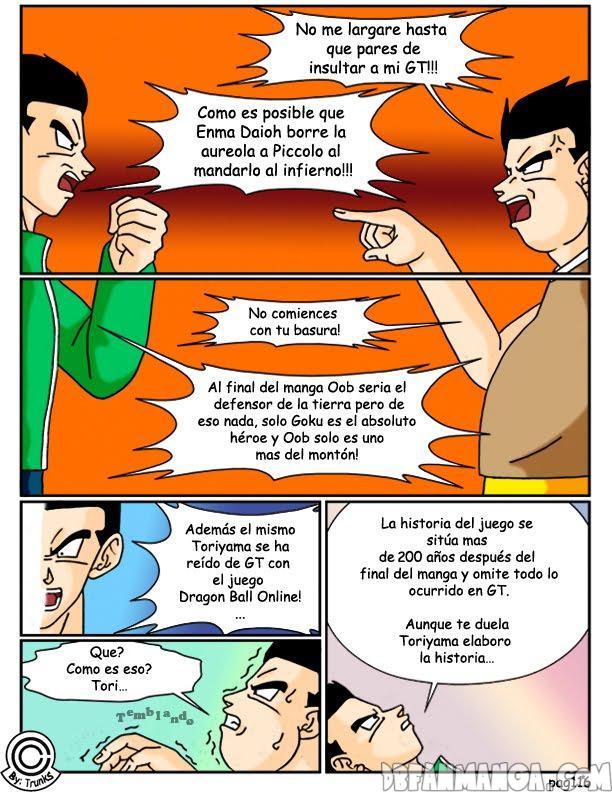 No me largare hasta
que pares de
insultar a mi GT!!!
Como es posible que
Enma Daioh borre la
aureola a Piccolo al
mandarlo al infierno!!!
No comiences
con tu basura!
Al final del manga Oob seria el
defensor de la tierra pero de
eso nada, solo Goku es el absoluto
héroe y Oob solo es uno
mas del montón!
Además el mismo
Toriyama se ha
reído de GT con
el juego
Dragon Ball Online!
...
La historia del juego se
sitúa mas
de 200 años después del
final del manga y omite todo lo
ocurrido en GT.
Aunque te duela
Toriyama elaboro
la historia...
Que?
Como es eso?
Tori...
Temblando
C
By: Trunks
pag116
DBFANMANGA.COM